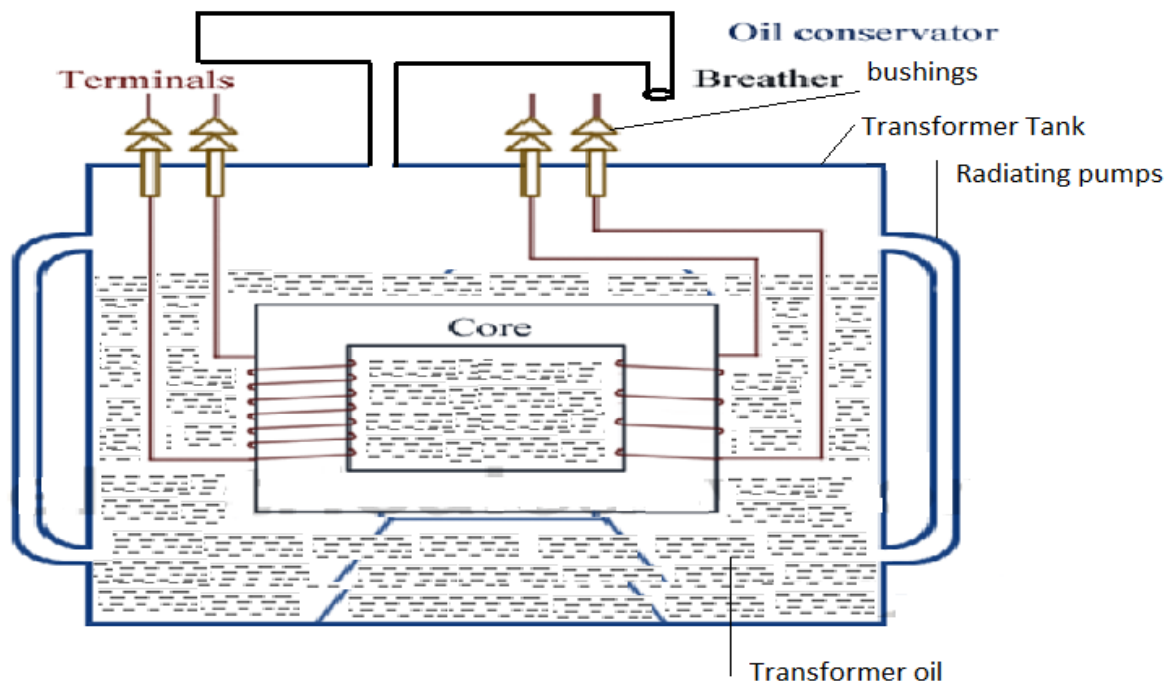 Oil conservator
Terminals
Breather
bushings
Transformer Tank
Radiating pumps
Core
Transformer oil